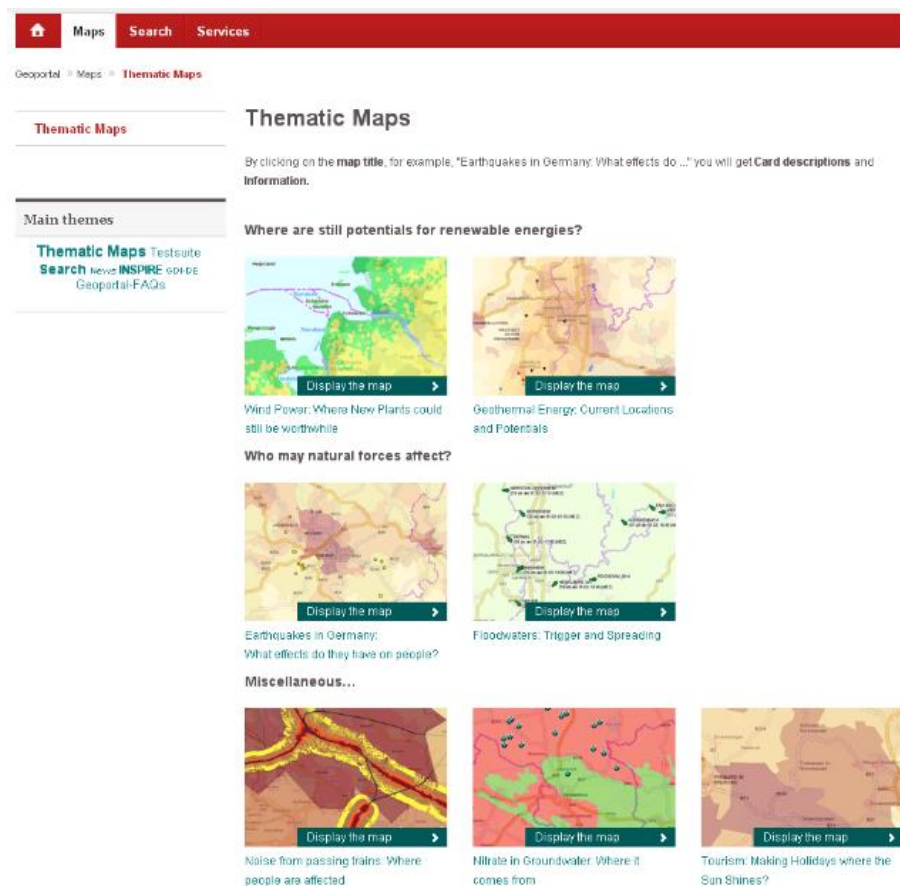 Maps Search Services
Geoportal » Maps » Thematic Maps
Thematic Maps
Main themes
Thematic Maps Testsuite
Search News INSPIRE GDI-DE
Geoportal-FAQs
Thematic Maps
By clicking on the map title, for example, "Earthquakes in Germany: What effects do ..." you will get Card descriptions and
Information.
Where are still potentials for renewable energies?
Display the map
Display the map
Wind Power: Where New Plants could
still be worthwhile
Geothermal Energy: Current Locations
and Potentials
Who may natural forces affect?
Display the map
Display the map
Earthquakes in Germany:
What effects do they have on people?
Floodwaters: Trigger and Spreading
Miscellaneous...
Display the map
Display the map
Display the map
Noise from passing trains: Where
people are affected
Nitrate in Groundwater: Where it
comes from
Tourism: Making Holidays where the
Sun Shines?